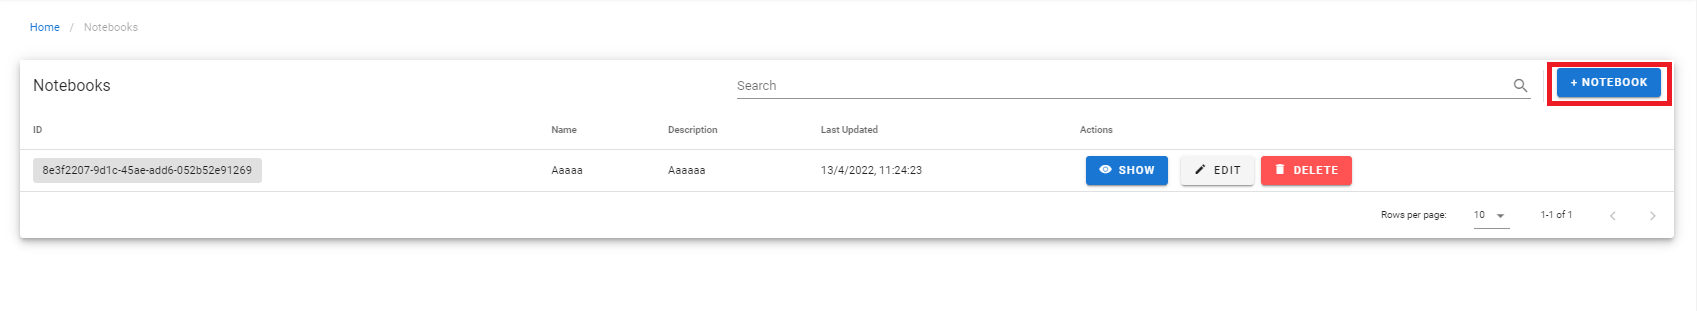 Home / Notebooks
Notebooks
Search
+ NOTEBOOK
ID Name Description Last Updated Actions
8e3f2207-9d1c-45ae-add6-052b52e91269 Aaaaa Aaaaaa 13/4/2022, 11:24:23 SHOW EDIT DELETE
Rows per page: 10 1-1 of 1